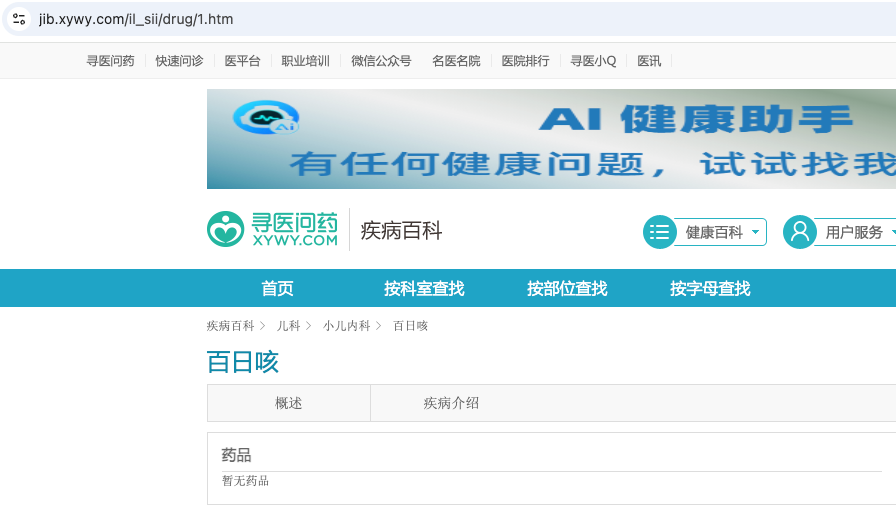 jib.xywy.com/il_sii/drug/1.htm
寻医问药 快速问诊 医平台 职业培训 微信公众号 名医名院 医院排行 寻医小Q 医讯
Ai AI 健康助手
有任何健康问题，试试找我
寻医问药 XYWY.COM 疾病百科 健康百科 用户服务
首页 按科室查找 按部位查找 按字母查找
疾病百科 > 儿科 > 小儿内科 > 百日咳
百日咳
概述 疾病介绍
药品
暂无药品